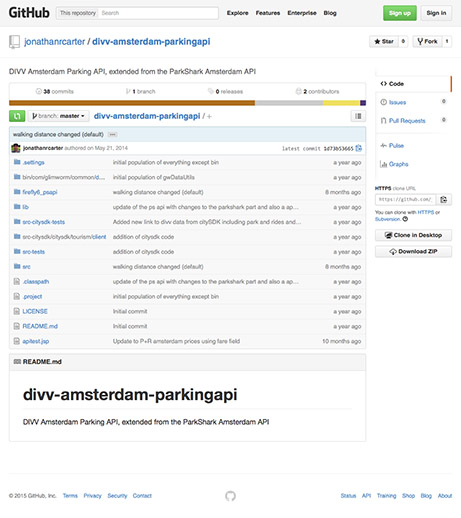 GitHub This repository Search Explore Features Enterprise Blog Sign up Sign in
jonathanrcarter / divv-amsterdam-parkingapi Star 0 Fork 1
DIVV Amsterdam Parking API, extended from the ParkShark Amsterdam API
38 commits 1 branch 0 releases 2 contributors
branch: master divv-amsterdam-parkingapi / +
walking distance changed (default) ...
jonathanrcarter authored on May 21, 2014 latest commit 1d73b53665
.settings initial population of everything except bin a year ago
bin/com/glimworm/common/d... initial population of gwDataUtils a year ago
firefly6_psapi walking distance changed (default) 8 months ago
lib update of the ps api with changes to the parkshark part and also a ap... a year ago
src-citysdk-tests Added new link to divv data from citySDK including park and rides and... a year ago
src-citysdk/citysdk/tourism/client addition of citysdk code a year ago
src-tests addition of citysdk code a year ago
src walking distance changed (default) 8 months ago
.classpath update of the ps api with changes to the parkshark part and also a ap... a year ago
.project initial population of everything except bin a year ago
LICENSE Initial commit a year ago
README.md Initial commit a year ago
apitest.jsp Update to P+R amsterdam prices using fare field 10 months ago
Code
Issues 0
Pull Requests 0
Pulse
Graphs
HTTPS clone URL
https://github.com/
You can clone with HTTPS or
Subversion.
Clone in Desktop
Download ZIP
README.md
divv-amsterdam-parkingapi
DIVV Amsterdam Parking API, extended from the ParkShark Amsterdam API
© 2015 GitHub, Inc. Terms Privacy Security Contact Status API Training Shop Blog About